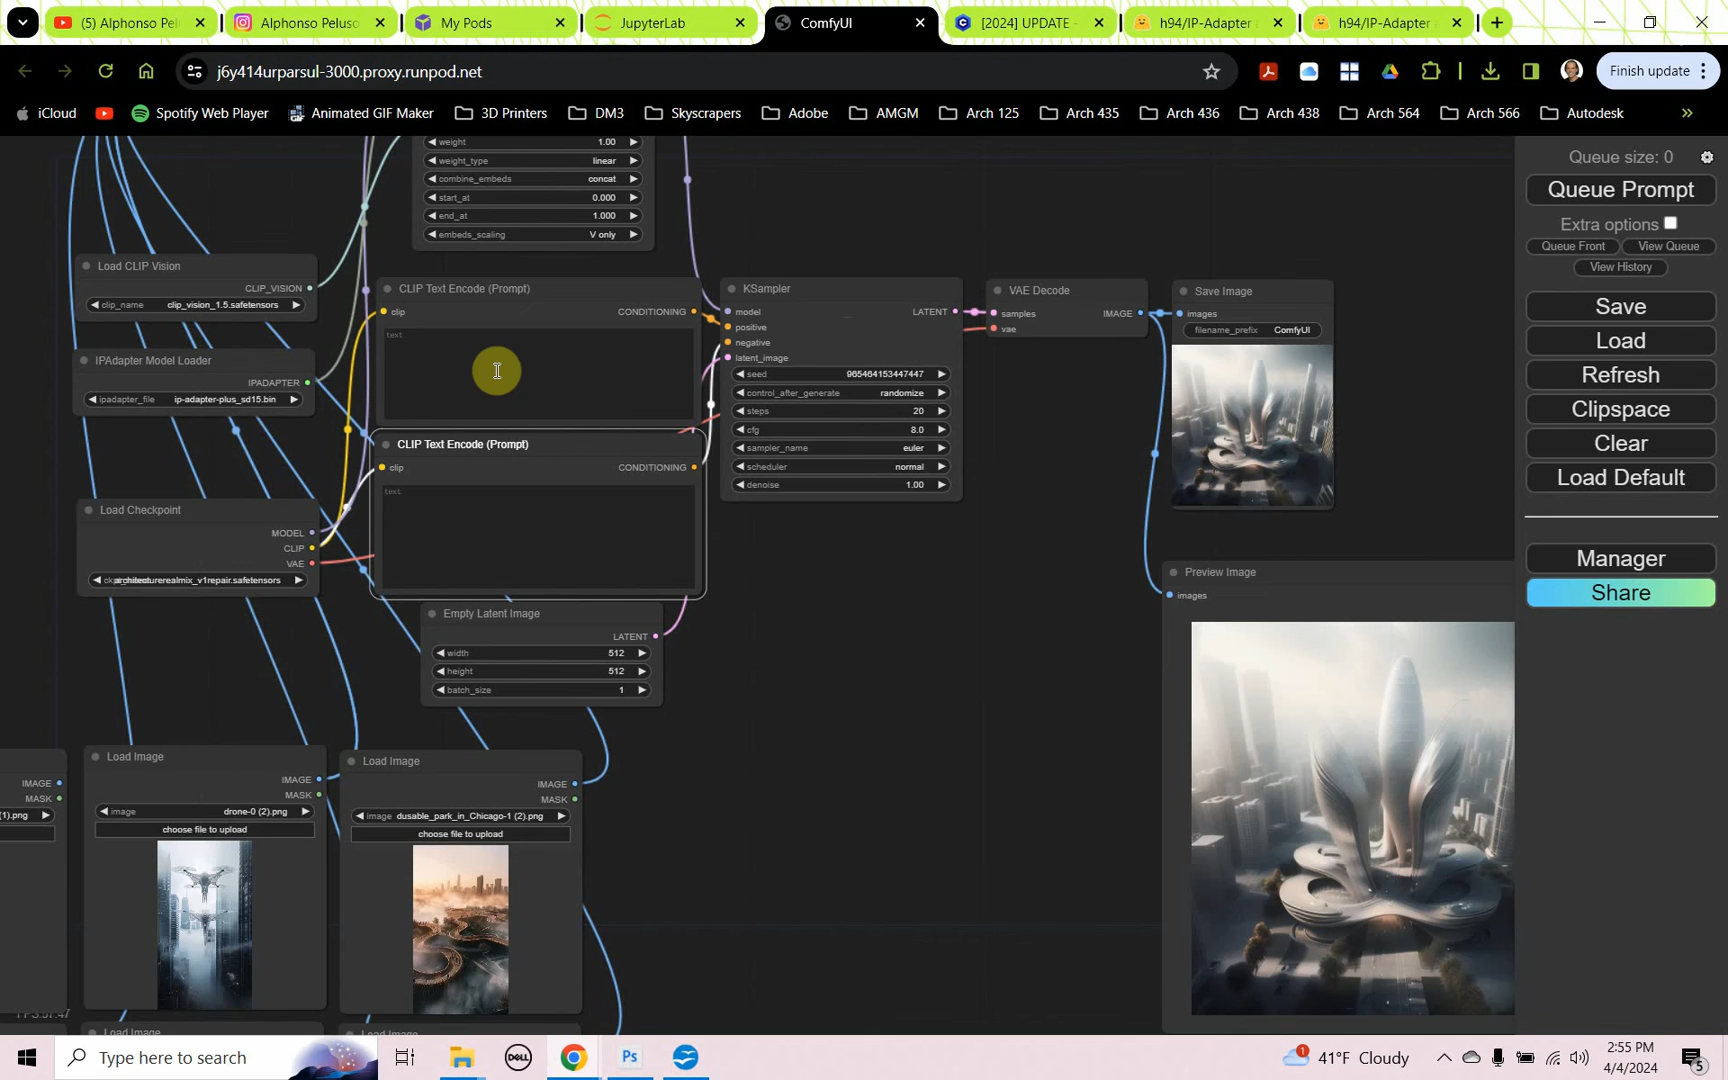 (5) Alphonso Pel
Alphonso Peluso
My Pods
JupyterLab
ComfyUI
[2024] UPDATE -
h94/IP-Adapter
h94/IP-Adapter
j6y414urparsul-3000.proxy.runpod.net
Finish update
iCloud
Spotify Web Player
Animated GIF Maker
3D Printers
DM3
Skyscrapers
Adobe
AMGM
Arch 125
Arch 435
Arch 436
Arch 438
Arch 564
Arch 566
Autodesk
»
weight 1.00
weight_type linear
combine_embeds concat
start_at 0.000
end_at 1.000
embeds_scaling V only
Load CLIP Vision
CLIP_VISION
clip_name clip_vision_1.5.safetensors
IPAdapter Model Loader
IPADAPTER
ipadapter_file ip-adapter-plus_sd15.bin
Load Checkpoint
MODEL
CLIP
VAE
architecturerealmix_v1repair.safetensors
CLIP Text Encode (Prompt)
clip CONDITIONING
text
CLIP Text Encode (Prompt)
clip CONDITIONING
text
Empty Latent Image
LATENT
width 512
height 512
batch_size 1
KSampler
model LATENT
positive
negative
latent_image
seed 965464153447447
control_after_generate randomize
steps 20
cfg 8.0
sampler_name euler
scheduler normal
denoise 1.00
VAE Decode
samples IMAGE
vae
Save Image
images
filename_prefix ComfyUI
Preview Image
images
IMAGE
MASK
(1).png
Load Image
IMAGE
MASK
image drone-0 (2).png
choose file to upload
Load Image
IMAGE
MASK
image dusable_park_in_Chicago-1 (2).png
choose file to upload
Load Image
Load Image
Queue size: 0
Queue Prompt
Extra options
Queue Front View Queue
View History
Save
Load
Refresh
Clipspace
Clear
Load Default
Manager
Share
Type here to search
DELL
Ps
1
41°F Cloudy
2:55 PM
4/4/2024
5